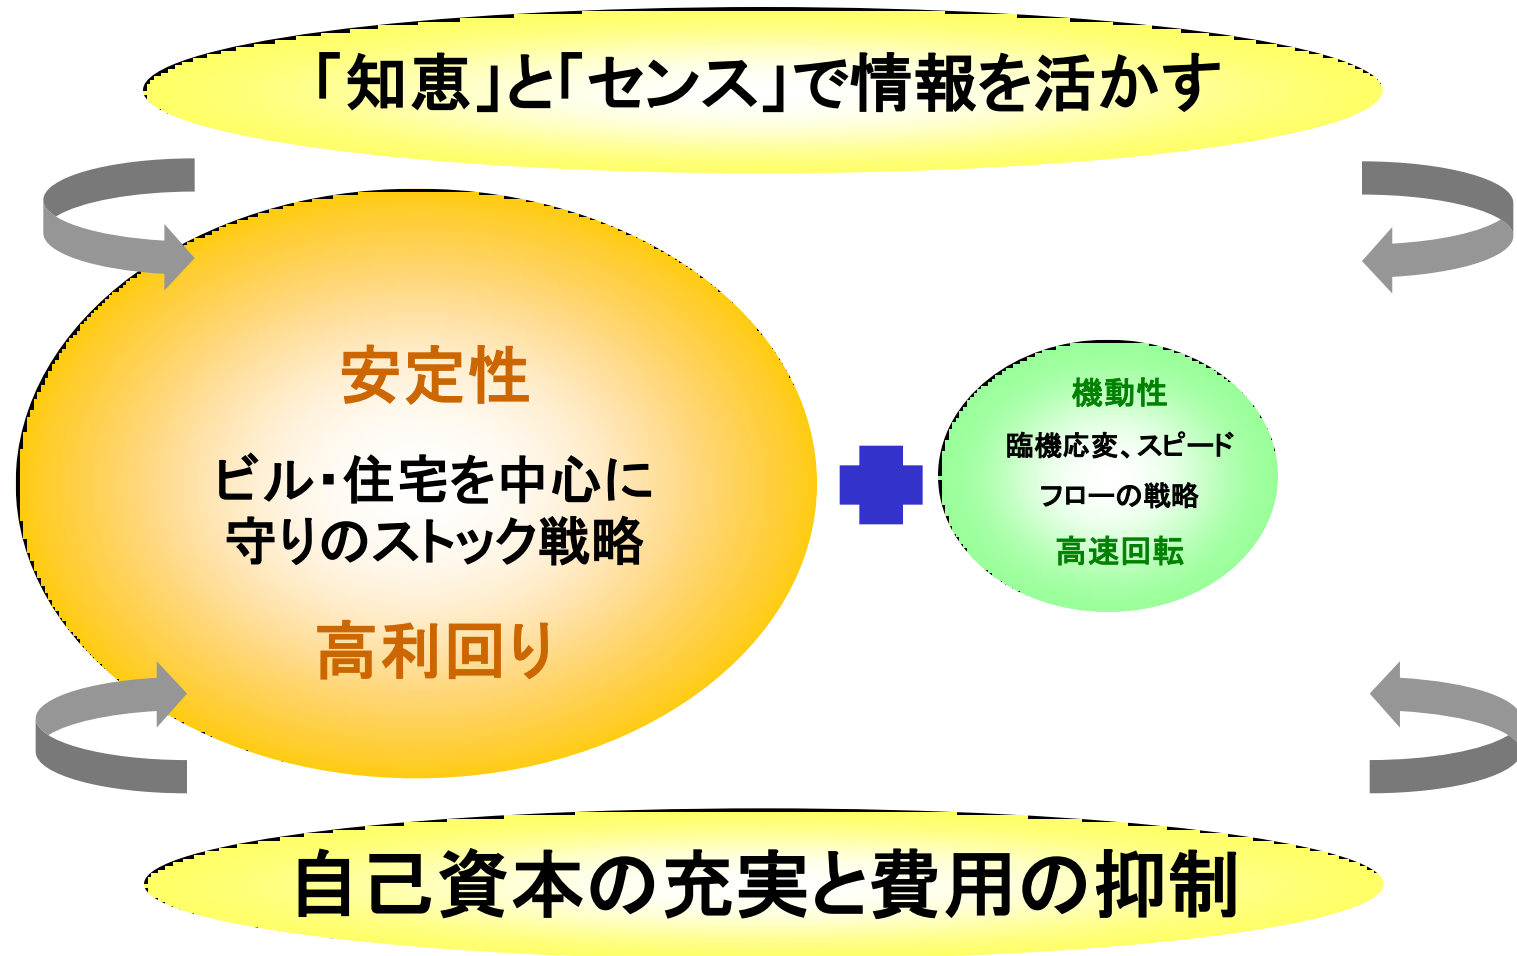 「知恵」と「センス」で情報を活かす
安定性
ビル・住宅を中心に
守りのストック戦略
高利回り
機動性
臨機応変、スピード
フローの戦略
高速回転
自己資本の充実と費用の抑制